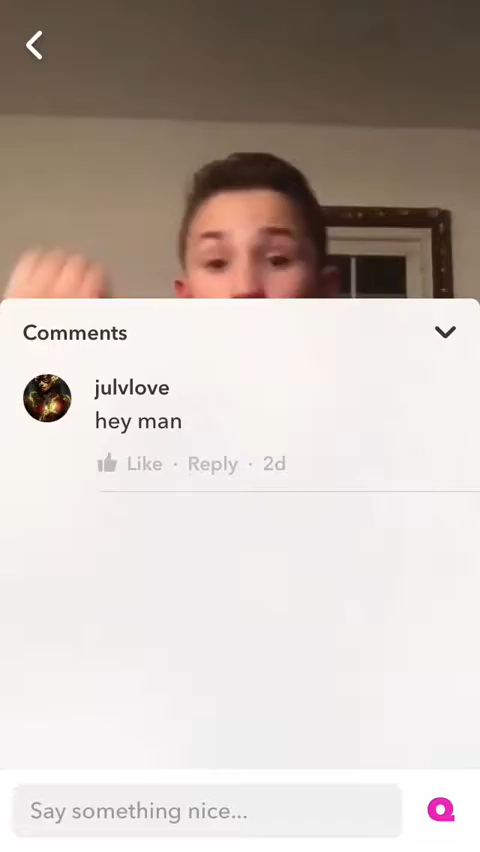 Comments
julvlove
hey man
Like · Reply · 2d
Say something nice...